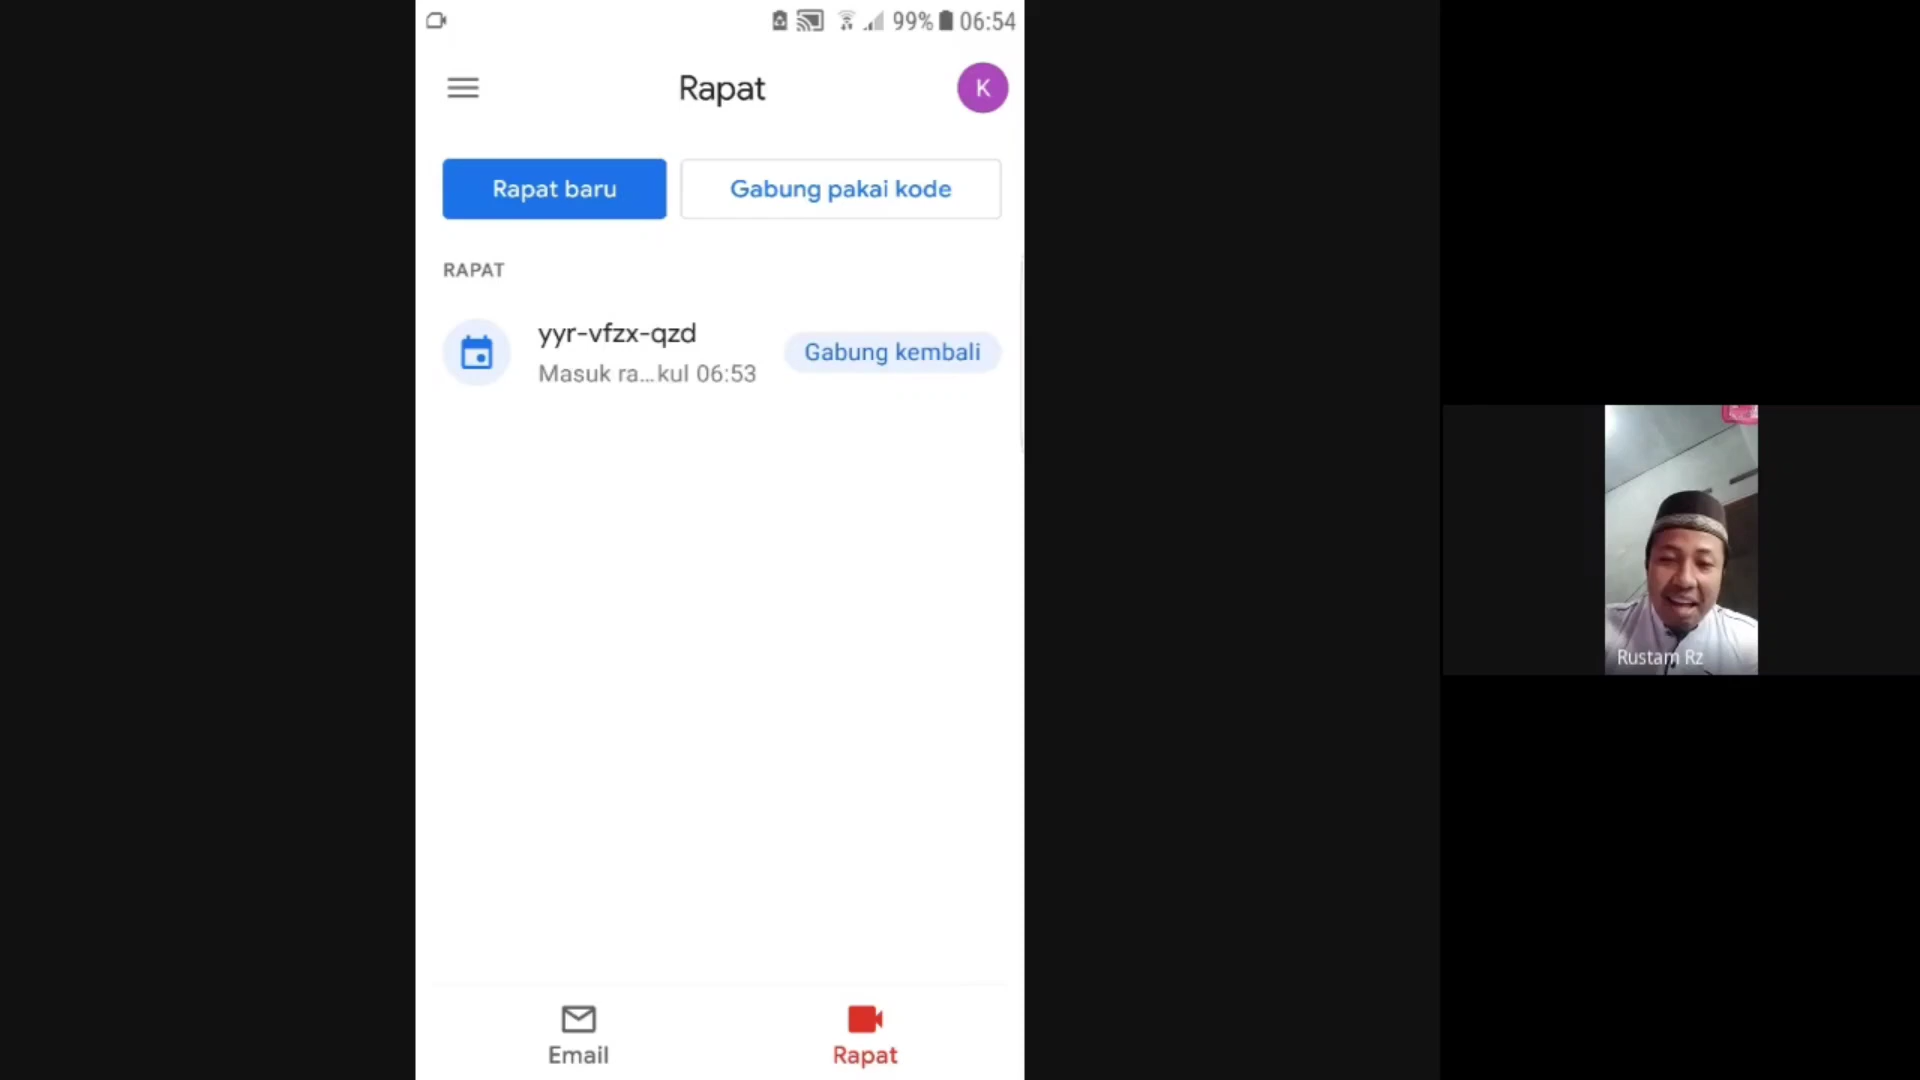 99% 06:54
Rapat
K
Rapat baru
Gabung pakai kode
RAPAT
yyr-vfzx-qzd
Masuk ra...kul 06:53
Gabung kembali
Email
Rapat
Rustam Rz